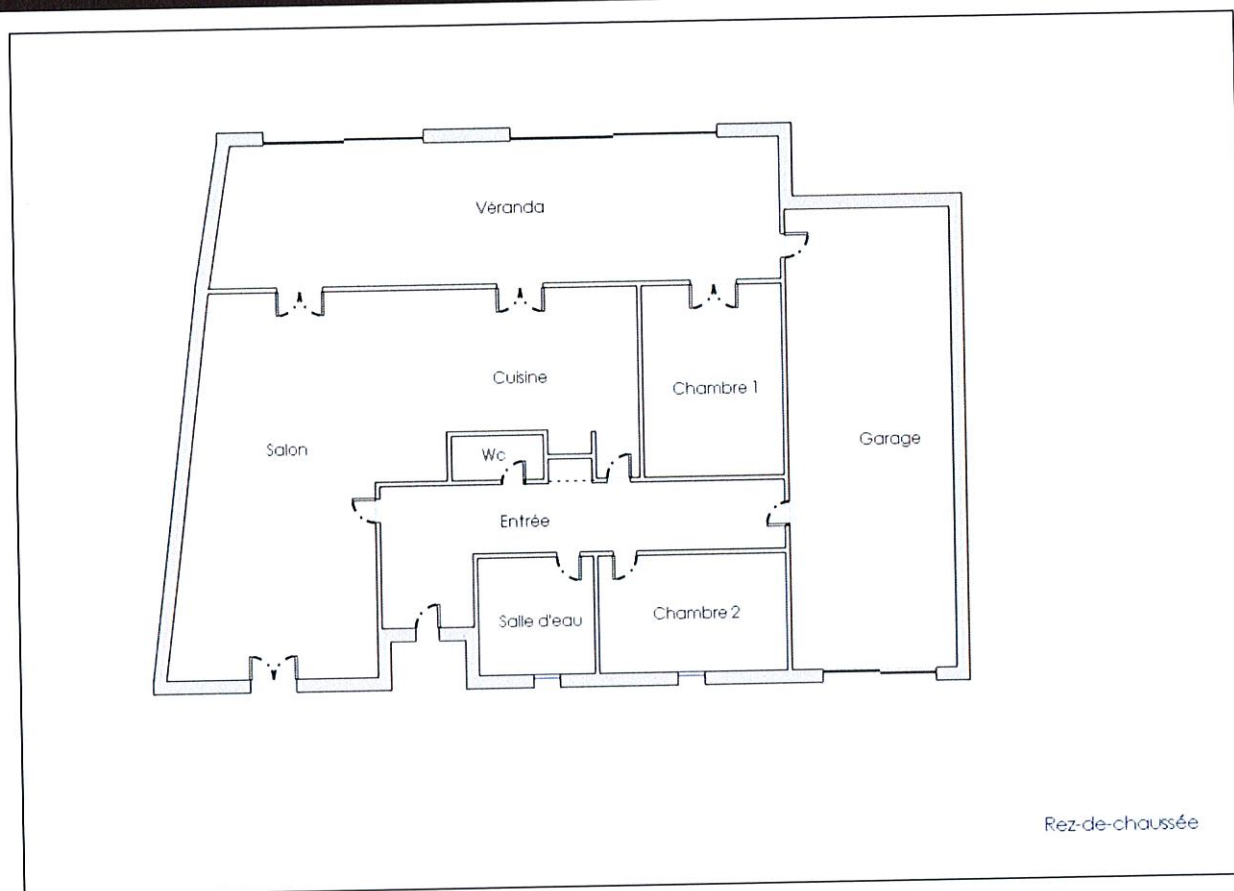 Véranda
Cuisine
Chambre 1
Salon
Wc
Garage
Entrée
Salle d'eau
Chambre 2
Rez-de-chaussée